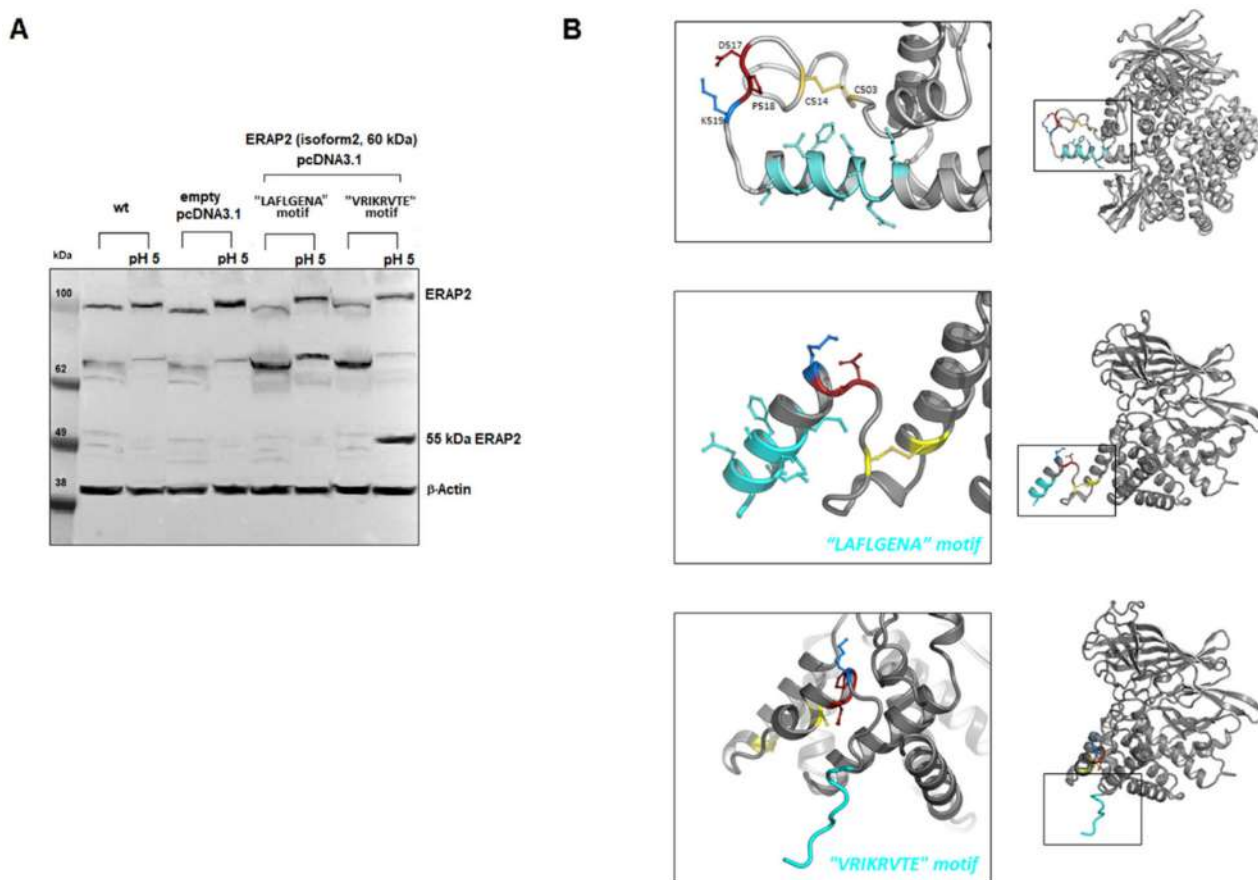 A
B
ERAP2 (isoform2, 60 kDa)
pcDNA3.1
wt
empty
pcDNA3.1
"LAFLGENA"
motif
"VRIKRVTE"
motif
kDa
pH 5
pH 5
pH 5
pH 5
100
ERAP2
62
49
55 kDa ERAP2
38
β-Actin
D517
P518
K519
C514
C503
"LAFLGENA" motif
"VRIKRVTE" motif